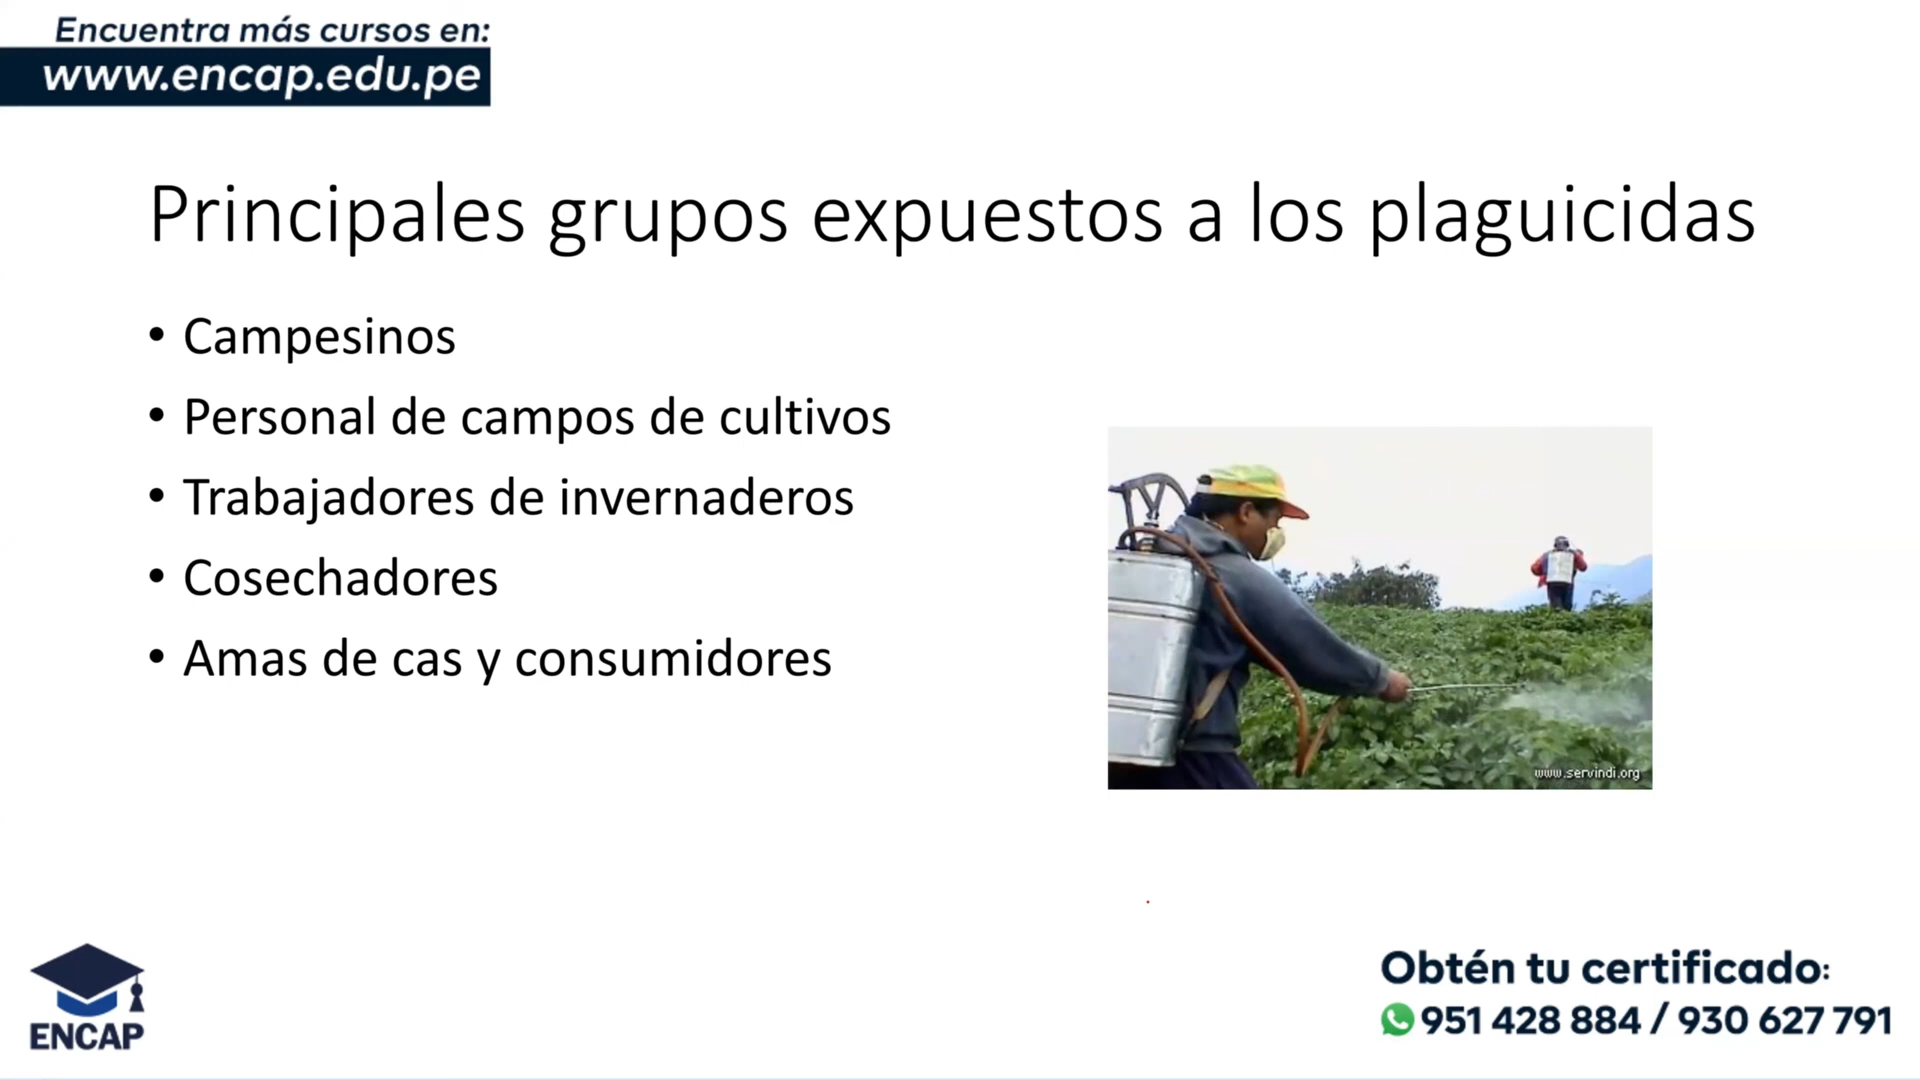 Encuentra más cursos en:
www.encap.edu.pe
Principales grupos expuestos a los plaguicidas
• Campesinos
• Personal de campos de cultivos
• Trabajadores de invernaderos
• Cosechadores
• Amas de cas y consumidores
www.servindi.org
ENCAP
Obtén tu certificado:
951 428 884 / 930 627 791